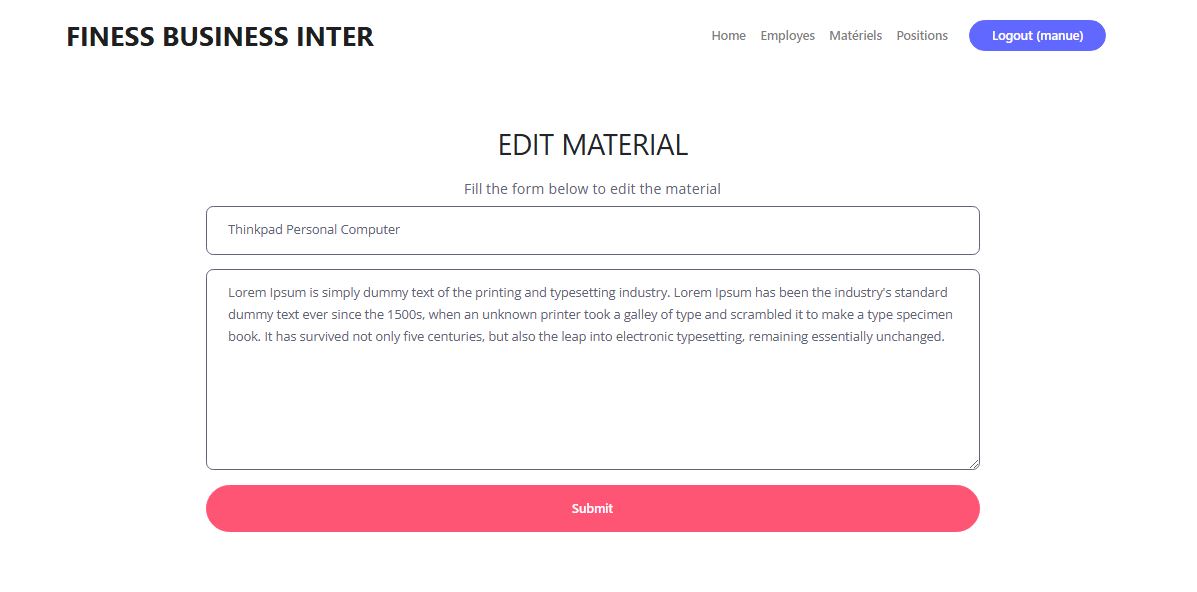 FINESS BUSINESS INTER
Home Employes Matériels Positions Logout (manue)
EDIT MATERIAL
Fill the form below to edit the material
Thinkpad Personal Computer
Lorem Ipsum is simply dummy text of the printing and typesetting industry. Lorem Ipsum has been the industry's standard
dummy text ever since the 1500s, when an unknown printer took a galley of type and scrambled it to make a type specimen
book. It has survived not only five centuries, but also the leap into electronic typesetting, remaining essentially unchanged.
Submit